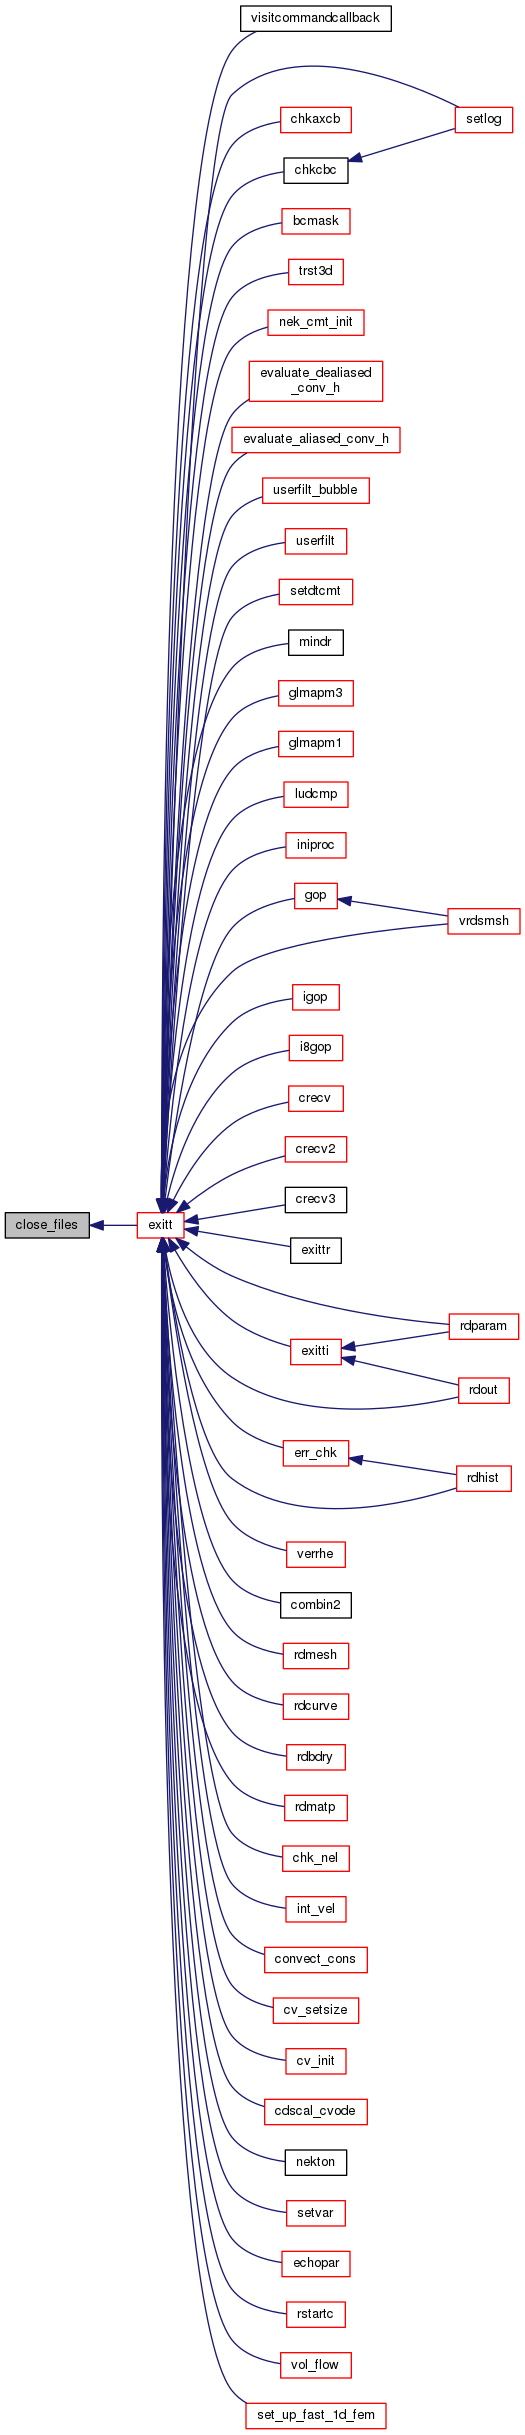 visitcommandcallback
setlog
chkaxcb
chkcbc
bcmask
trst3d
nek_cmt_init
evaluate_dealiased
_conv_h
evaluate_aliased_conv_h
userfilt_bubble
userfilt
setdtcmt
mindr
glmapm3
glmapm1
ludcmp
iniproc
gop
vrdsmsh
igop
i8gop
crecv
crecv2
crecv3
close_files
exitt
exittr
rdparam
exitti
rdout
err_chk
rdhist
verrhe
combin2
rdmesh
rdcurve
rdbdry
rdmatp
chk_nel
int_vel
convect_cons
cv_setsize
cv_init
cdscal_cvode
nekton
setvar
echopar
rstartc
vol_flow
set_up_fast_1d_fem